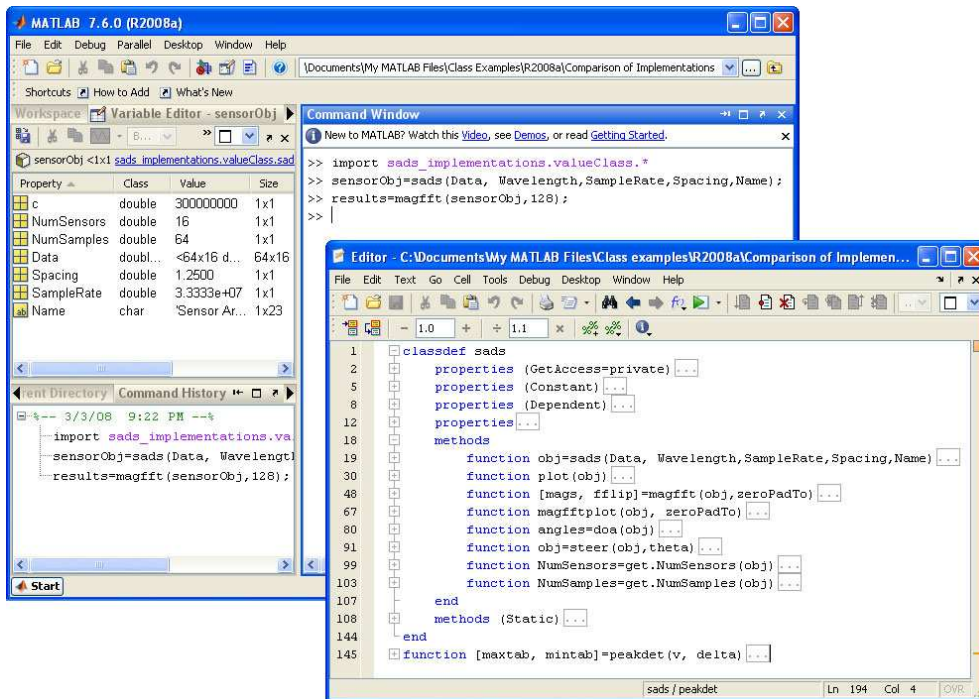 MATLAB 7.6.0 (R2008a)
File Edit Debug Parallel Desktop Window Help
\Documents\My MATLAB Files\Class Examples\R2008a\Comparison of Implementations
Shortcuts How to Add What's New
Workspace Variable Editor - sensorObj
B...
sensorObj <1x1 sads_implementations.valueClass.sad
Property Class Value Size
c double 300000000 1x1
NumSensors double 16 1x1
NumSamples double 64 1x1
Data doubl... <64x16 d... 64x16
Spacing double 1.2500 1x1
SampleRate double 3.3333e+07 1x1
Name char 'Sensor Ar... 1x23
rent Directory Command History
%-- 3/3/08 9:22 PM --%
import sads_implementations.va
sensorObj=sads(Data, Wavelengt
results=magfft(sensorObj,128);
Start
Command Window
New to MATLAB? Watch this Video, see Demos, or read Getting Started.
>> import sads_implementations.valueClass.*
>> sensorObj=sads(Data, Wavelength,SampleRate,Spacing,Name);
>> results=magfft(sensorObj,128);
>>
Editor - C:\Documents\My MATLAB Files\Class examples\R2008a\Comparison of Implemen...
File Edit Text Go Cell Tools Debug Desktop Window Help
- 1.0 + ÷ 1.1 ×
1 classdef sads
2 properties (GetAccess=private)...
5 properties (Constant)...
8 properties (Dependent)...
12 properties...
18 methods
19 function obj=sads(Data, Wavelength,SampleRate,Spacing,Name)...
30 function plot(obj)...
48 function [mags, fflip]=magfft(obj,zeroPadTo)...
67 function magfftplot(obj, zeroPadTo)...
80 function angles=doa(obj)...
91 function obj=steer(obj,theta)...
99 function NumSensors=get.NumSensors(obj)...
103 function NumSamples=get.NumSamples(obj)...
107 end
108 methods (Static)...
144 end
145 function [maxtab, mintab]=peakdet(v, delta)...
sads / peakdet Ln 194 Col 4 OVR